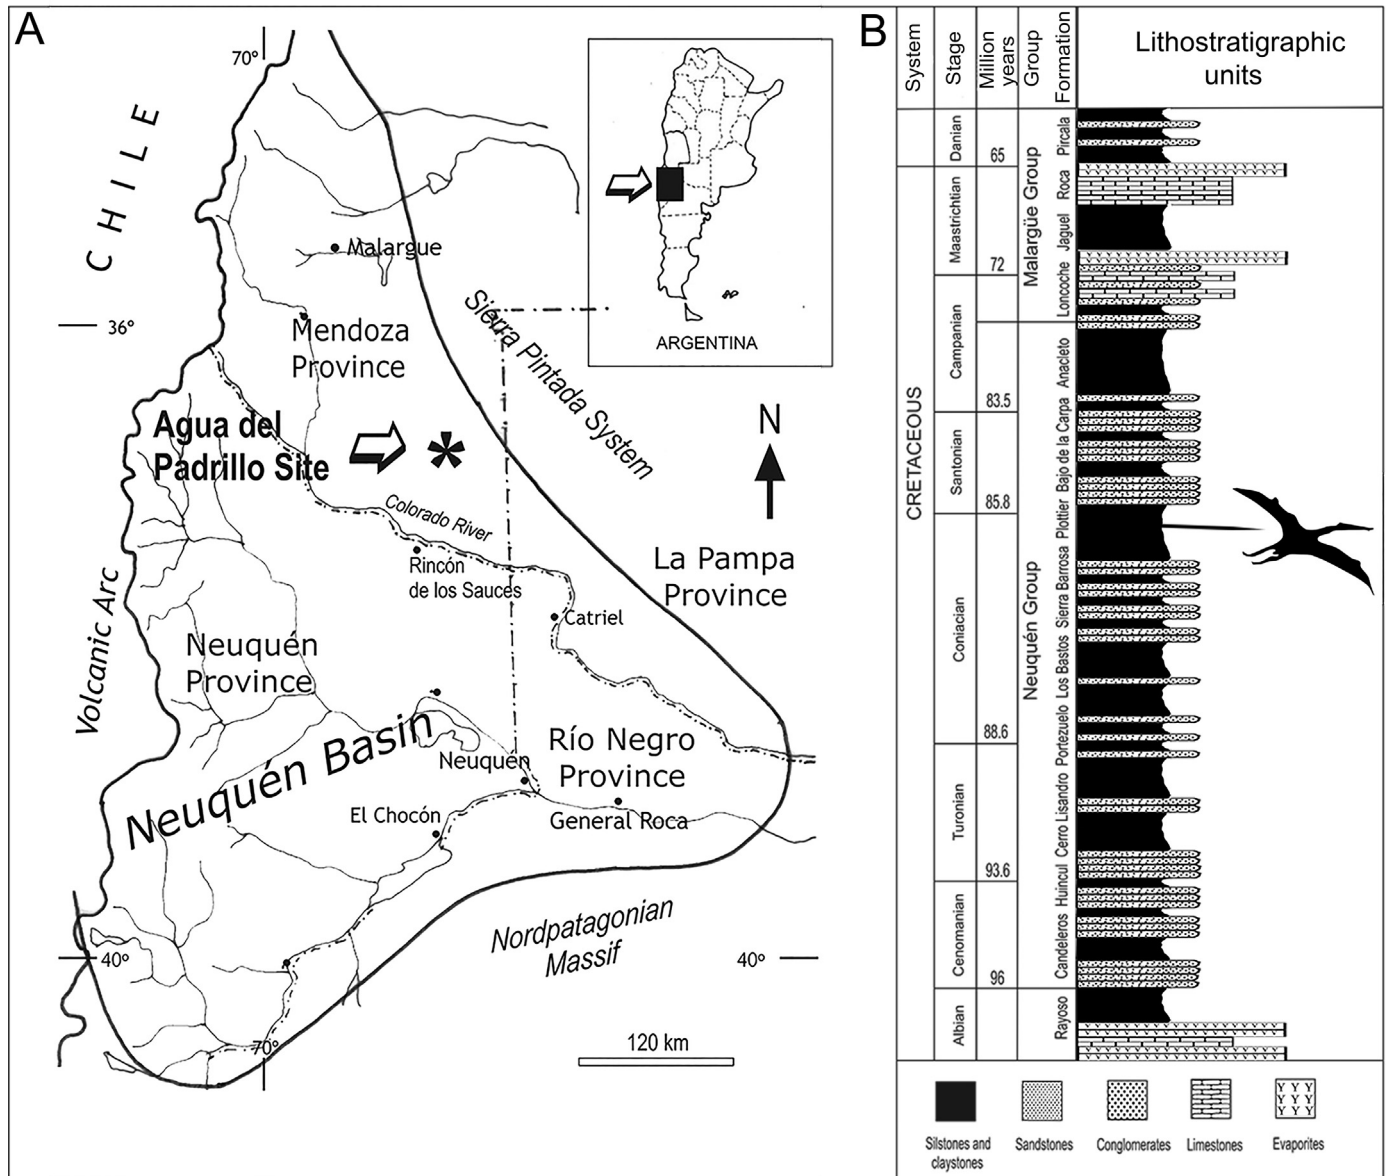 A
70°
CHILE
Malargue
36°
Mendoza
Province
Sierra Pintada System
ARGENTINA
Agua del
Padrillo Site
*
N
Colorado River
Rincón
de los Sauces
La Pampa
Province
Catriel
Volcanic Arc
Neuquén
Province
Neuquén Basin
Neuquén
Río Negro
Province
El Chocón
General Roca
Nordpatagonian
Massif
40°
40°
70°
120 km
B
System
Stage
Million
years
Group
Formation
Lithostratigraphic
units
CRETACEOUS
Danian
Maastrichtian
Campanian
Santonian
Coniacian
Turonian
Cenomanian
Albian
65
72
83.5
85.8
88.6
93.6
96
Malargüe Group
Neuquén Group
Pircala
Roca
Jaguel
Loncoche
Anacleto
Bajo de la Carpa
Plottier
Sierra Barrosa
Los Bastos
Portezuelo
Cerro Lisandro
Huincul
Candeleros
Rayoso
Silstones and
claystones
Sandstones
Conglomerates
Limestones
Evaporites